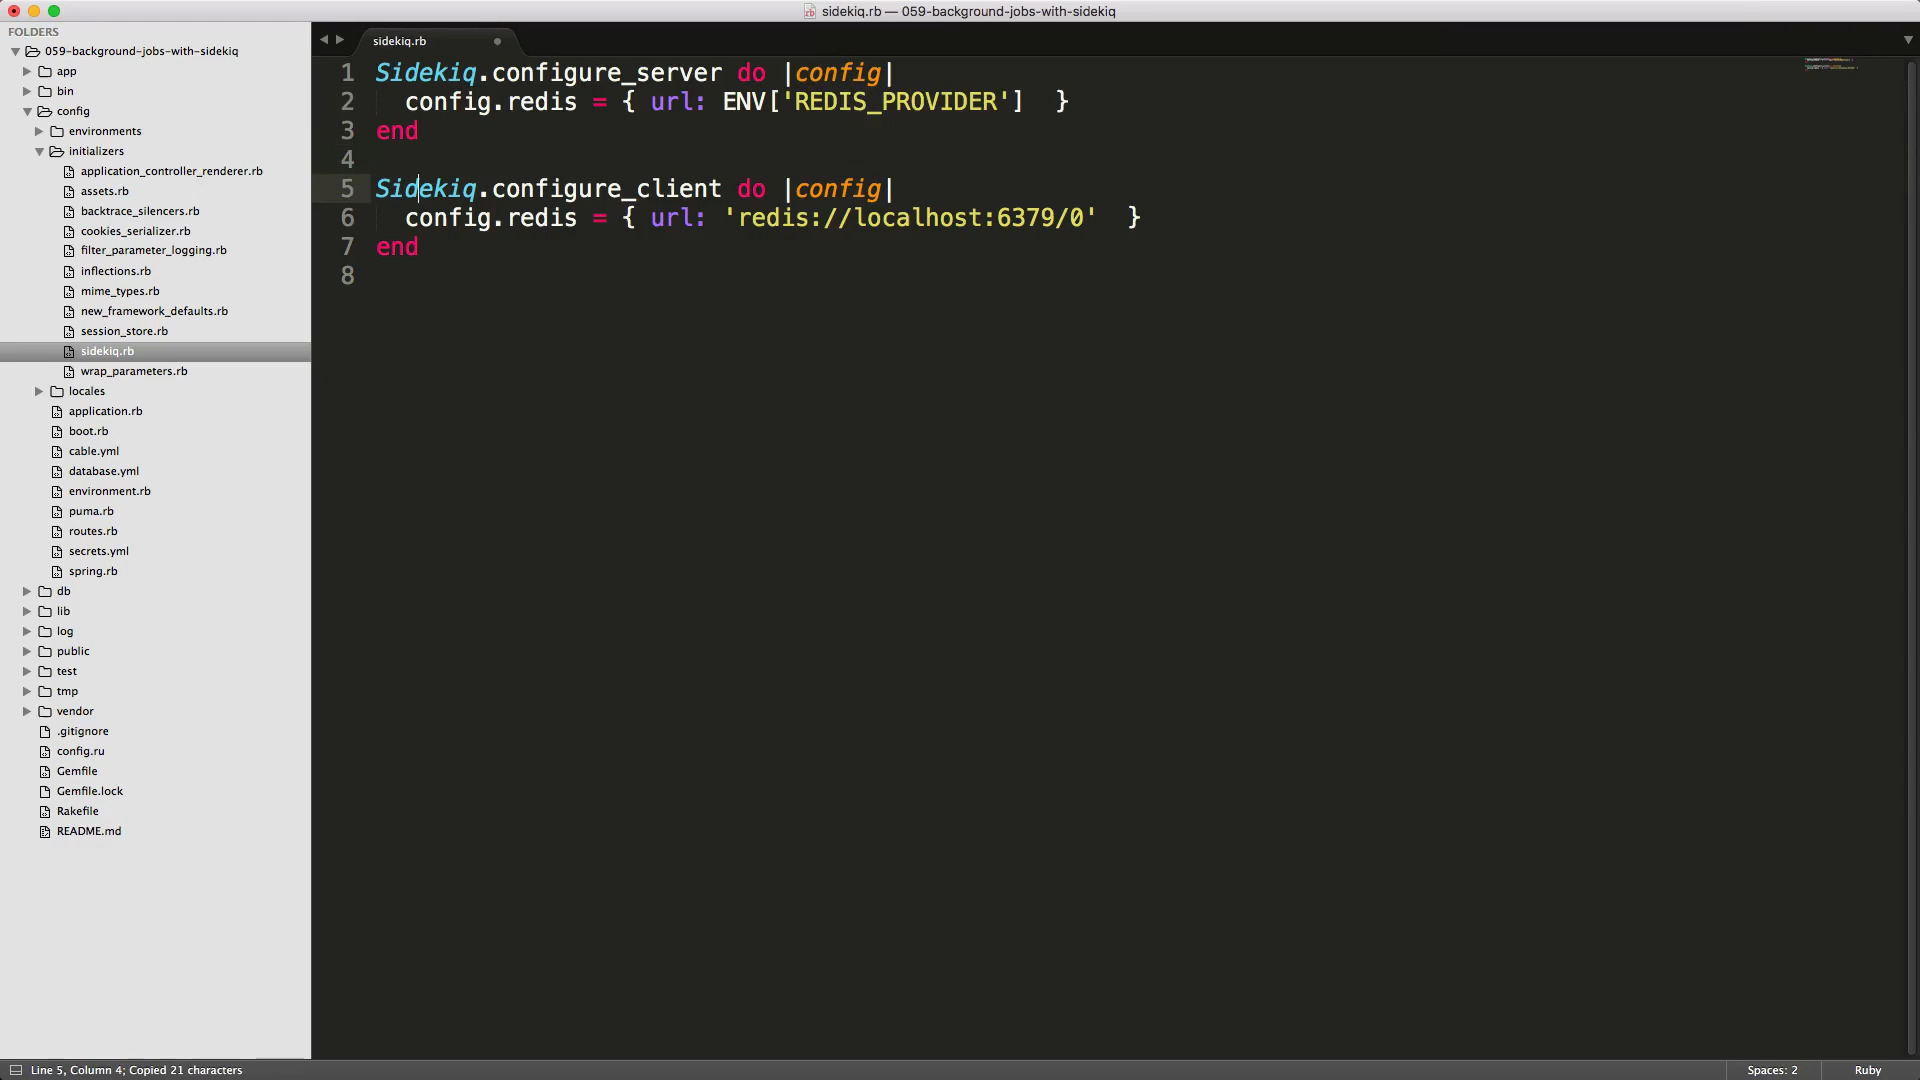 sidekiq.rb — 059-background-jobs-with-sidekiq
FOLDERS
059-background-jobs-with-sidekiq
app
bin
config
environments
initializers
application_controller_renderer.rb
assets.rb
backtrace_silencers.rb
cookies_serializer.rb
filter_parameter_logging.rb
inflections.rb
mime_types.rb
new_framework_defaults.rb
session_store.rb
sidekiq.rb
wrap_parameters.rb
locales
application.rb
boot.rb
cable.yml
database.yml
environment.rb
puma.rb
routes.rb
secrets.yml
spring.rb
db
lib
log
public
test
tmp
vendor
.gitignore
config.ru
Gemfile
Gemfile.lock
Rakefile
README.md
sidekiq.rb
1 Sidekiq.configure_server do |config|
2   config.redis = { url: ENV['REDIS_PROVIDER']  }
3 end
4
5 Sidekiq.configure_client do |config|
6   config.redis = { url: 'redis://localhost:6379/0'  }
7 end
8
Line 5, Column 4; Copied 21 characters
Spaces: 2
Ruby